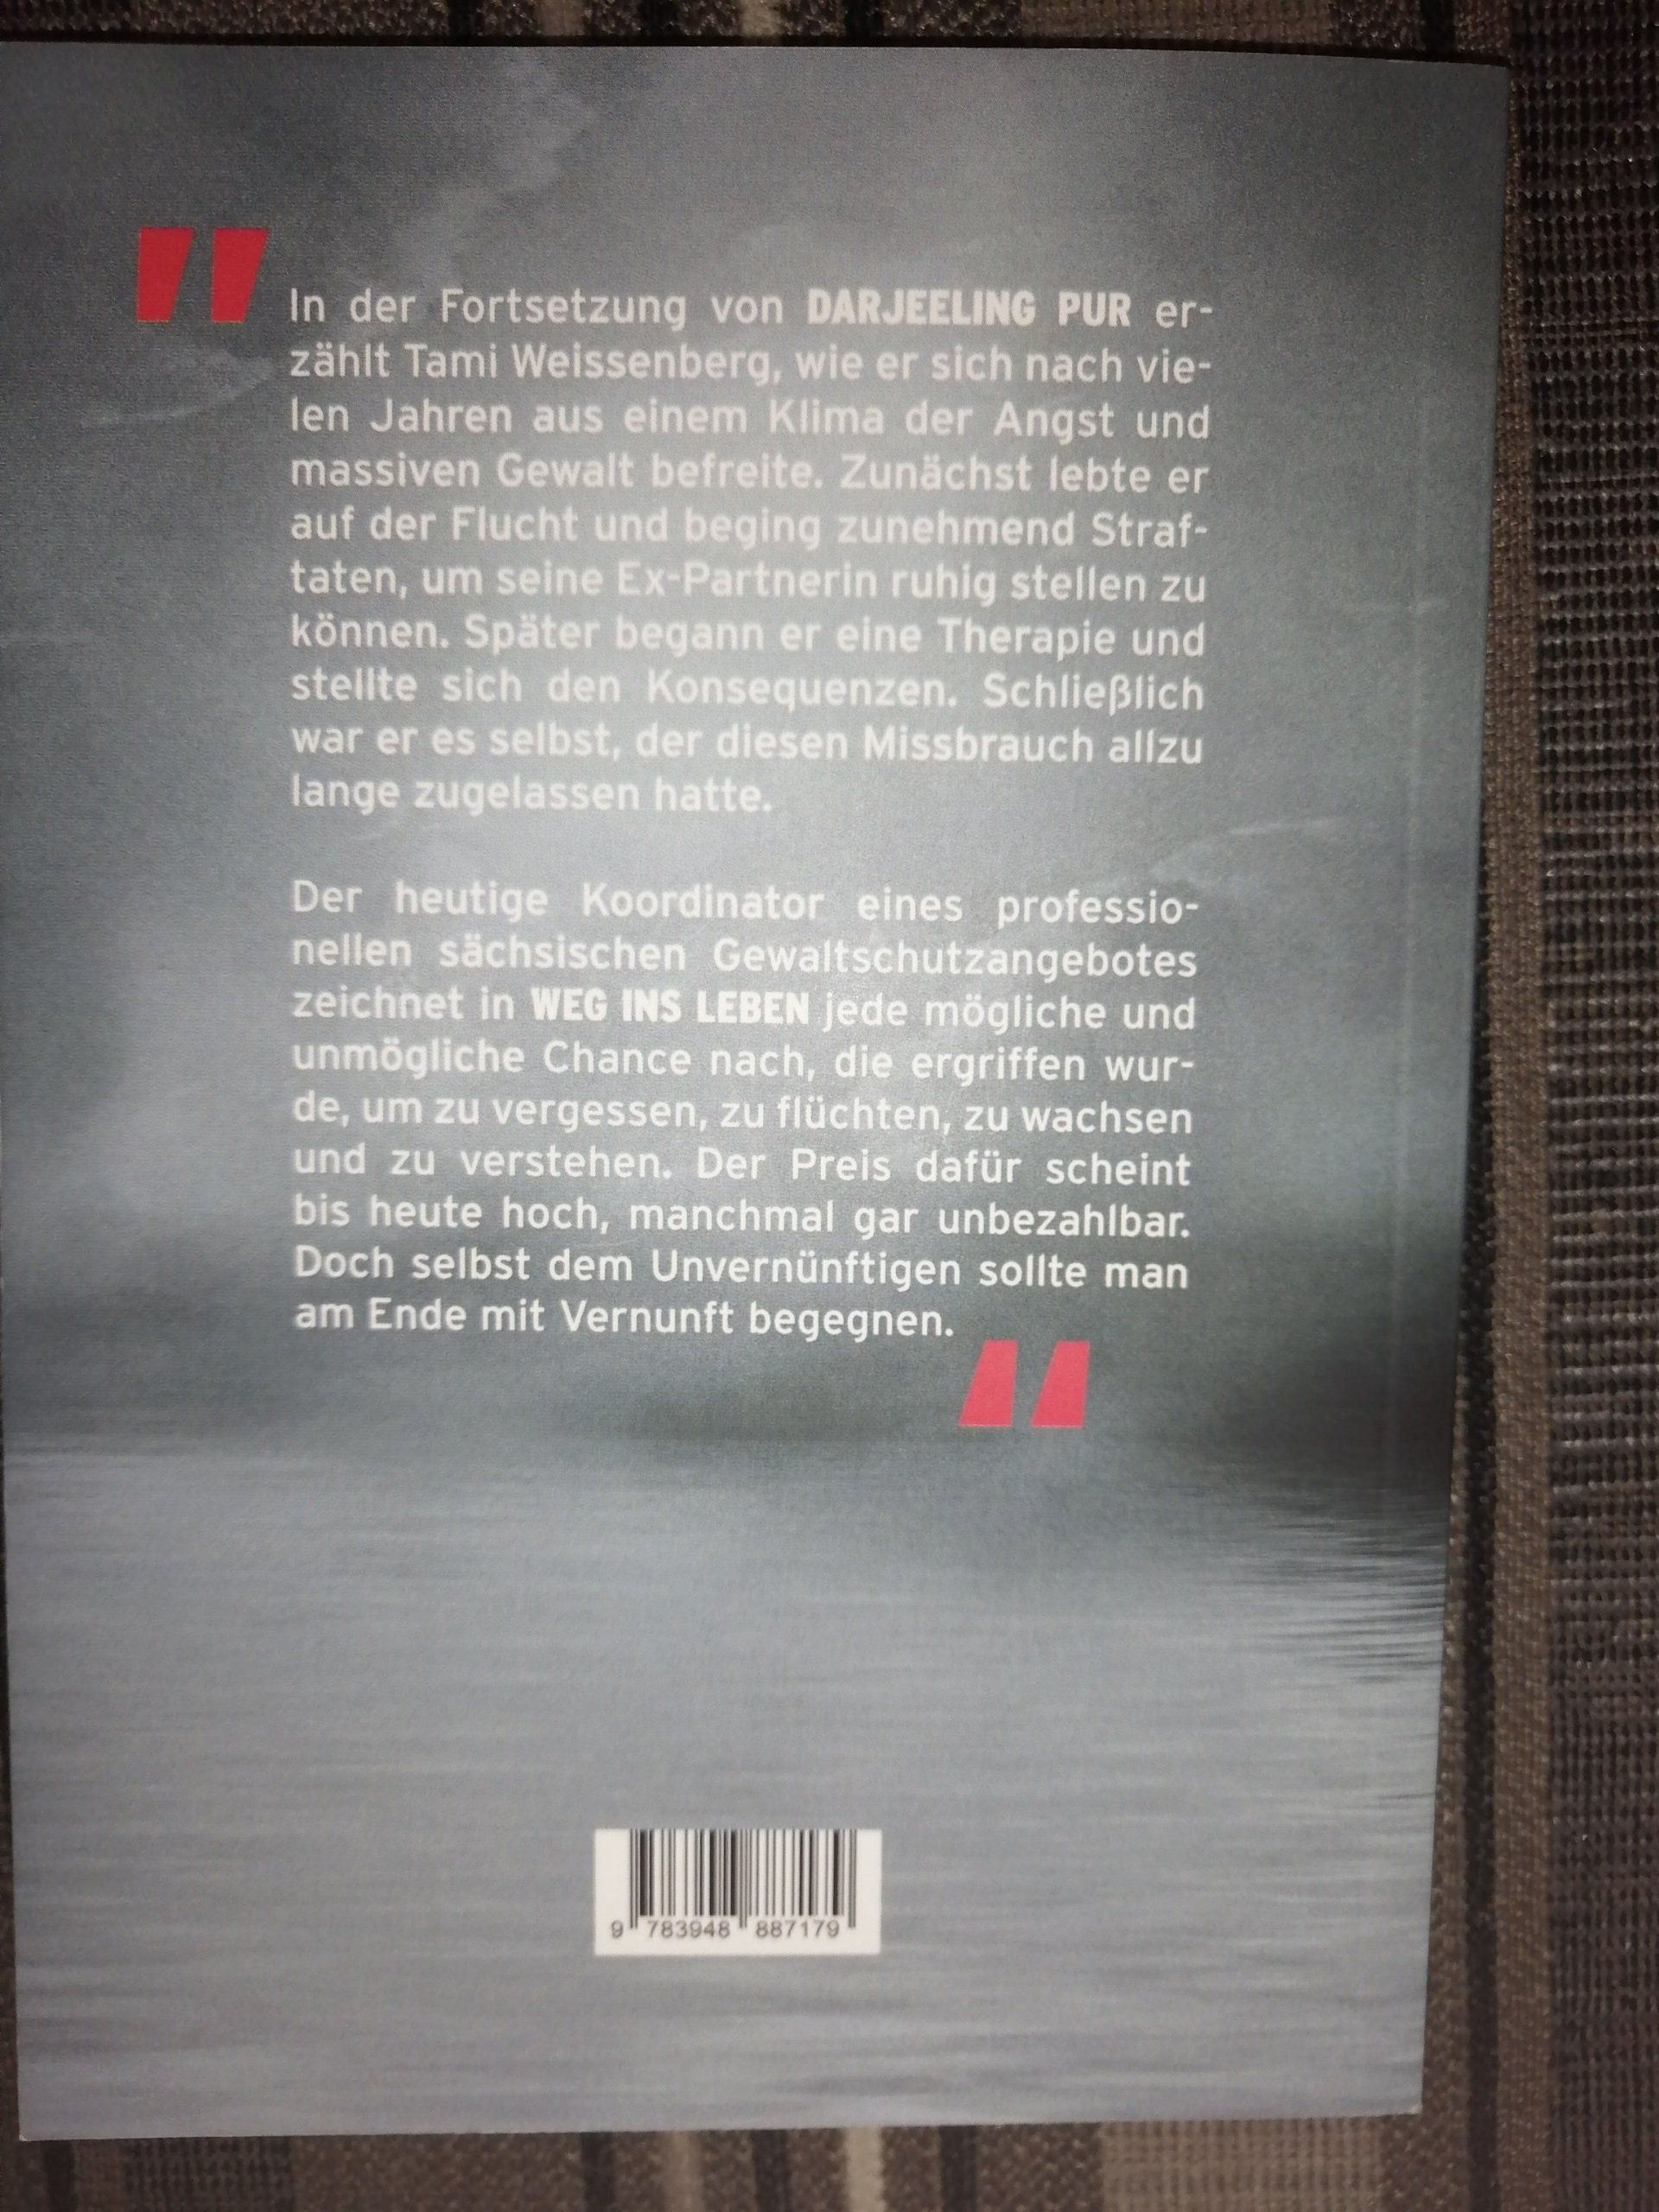 In der Fortsetzung von DARJEELING PUR er-
zählt Tami Weissenberg, wie er sich nach vie-
len Jahren aus einem Klima der Angst und
massiven Gewalt befreite. Zunächst lebte er
auf der Flucht und beging zunehmend Straf-
taten, um seine Ex-Partnerin ruhig stellen zu
können. Später begann er eine Therapie und
stellte sich den Konsequenzen. Schließlich
war er es selbst, der diesen Missbrauch allzu
lange zugelassen hatte.
Der heutige Koordinator eines professio-
nellen sächsischen Gewaltschutzangebotes
zeichnet in WEG INS LEBEN jede mögliche und
unmögliche Chance nach, die ergriffen wur-
de, um zu vergessen, zu flüchten, zu wachsen
und zu verstehen. Der Preis dafür scheint
bis heute hoch, manchmal gar unbezahlbar.
Doch selbst dem Unvernünftigen sollte man
am Ende mit Vernunft begegnen.
9 783948 887179